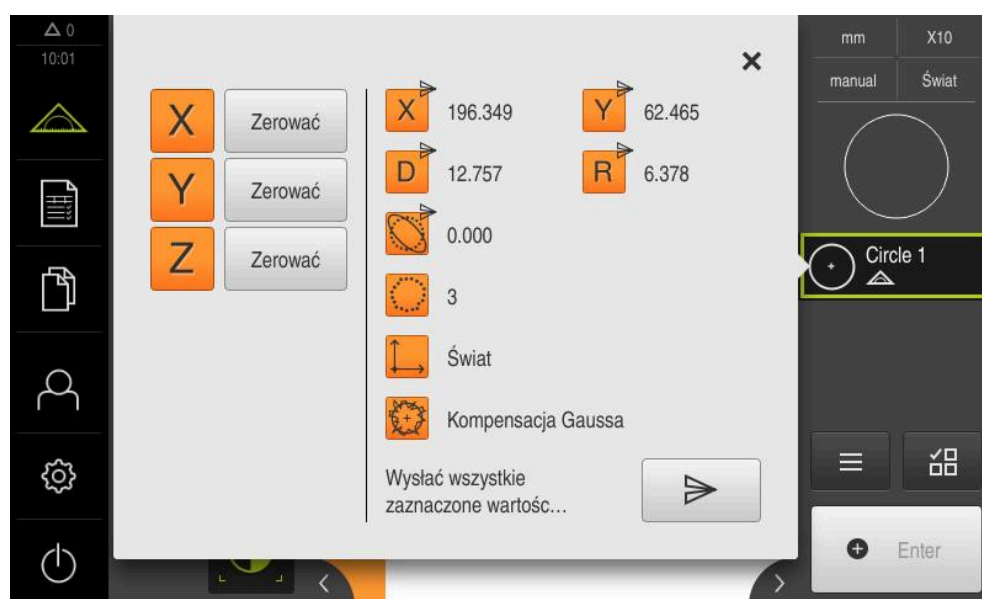 0
10:01
X Zerować
Y Zerować
Z Zerować
X 196.349 Y 62.465
D 12.757 R 6.378
0.000
3
Świat
Kompensacja Gaussa
Wysłać wszystkie
zaznaczone wartośc...
mm X10
manual Świat
Circle 1
Enter